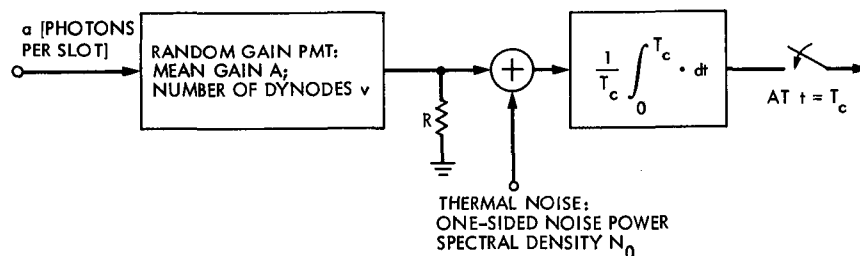 a [PHOTONS
PER SLOT]
RANDOM GAIN PMT:
MEAN GAIN A;
NUMBER OF DYNODES v
R
+
1/T_c ∫_0^{T_c} · dt
AT t = T_c
THERMAL NOISE:
ONE-SIDED NOISE POWER
SPECTRAL DENSITY N_0